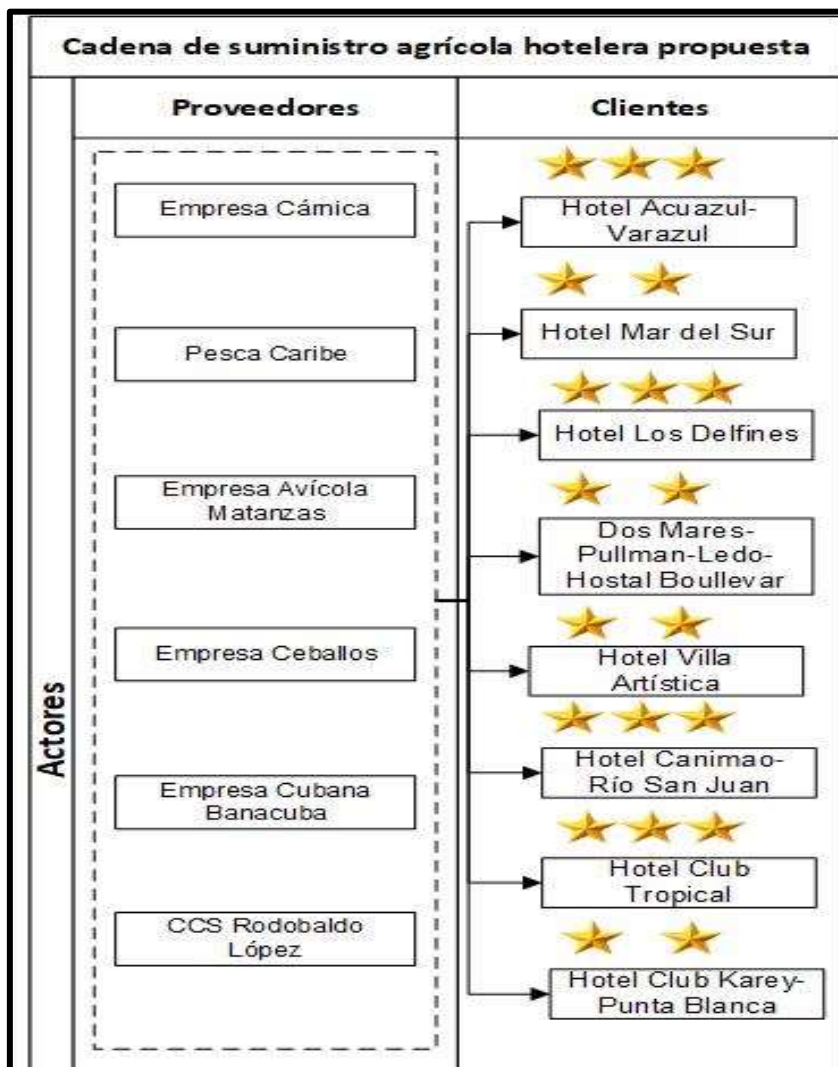 Cadena de suministro agrícola hotelera propuesta
Proveedores
Clientes
Actores
Empresa Cárnica
Pesca Caribe
Empresa Avícola
Matanzas
Empresa Ceballos
Empresa Cubana
Banacuba
CCS Rodobaldo
López
Hotel Acuazul-
Varazul
Hotel Mar del Sur
Hotel Los Delfines
Dos Mares-
Pullman-Ledo-
Hostal Boullevar
Hotel Villa
Artística
Hotel Canimao-
Río San Juan
Hotel Club
Tropical
Hotel Club Karey-
Punta Blanca